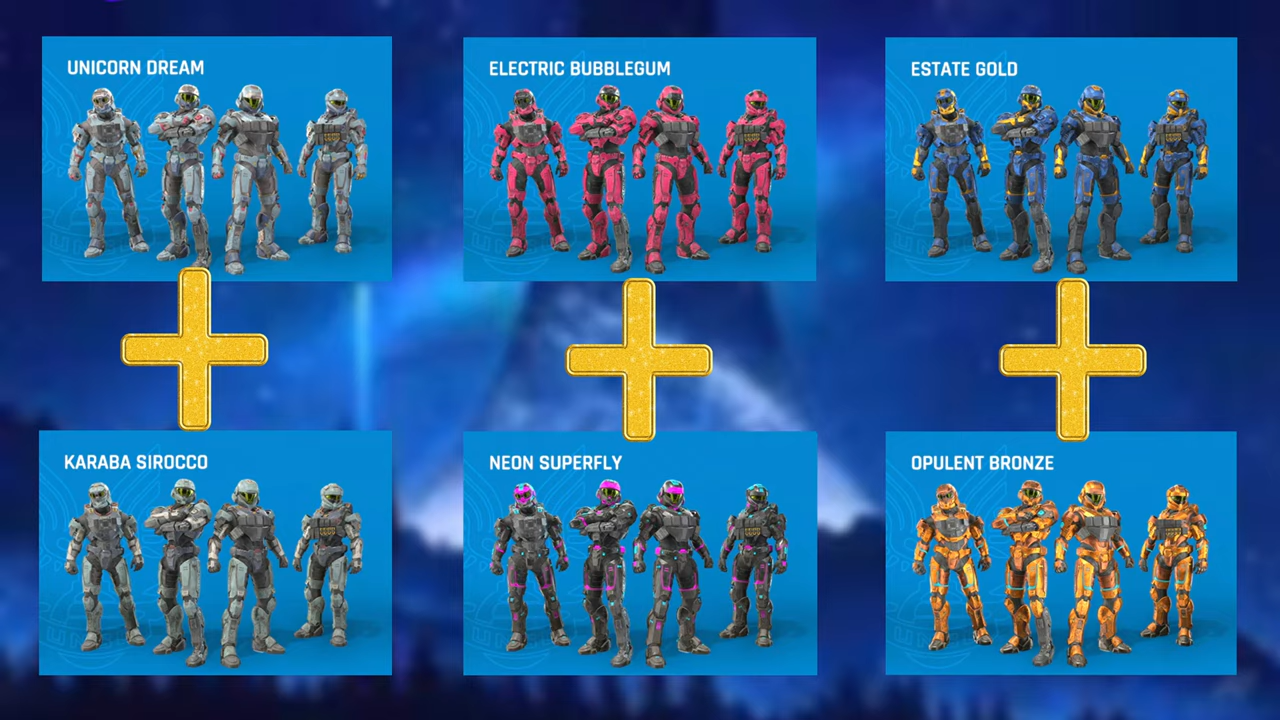 UNICORN DREAM
ELECTRIC BUBBLEGUM
ESTATE GOLD
KARABA SIROCCO
NEON SUPERFLY
OPULENT BRONZE